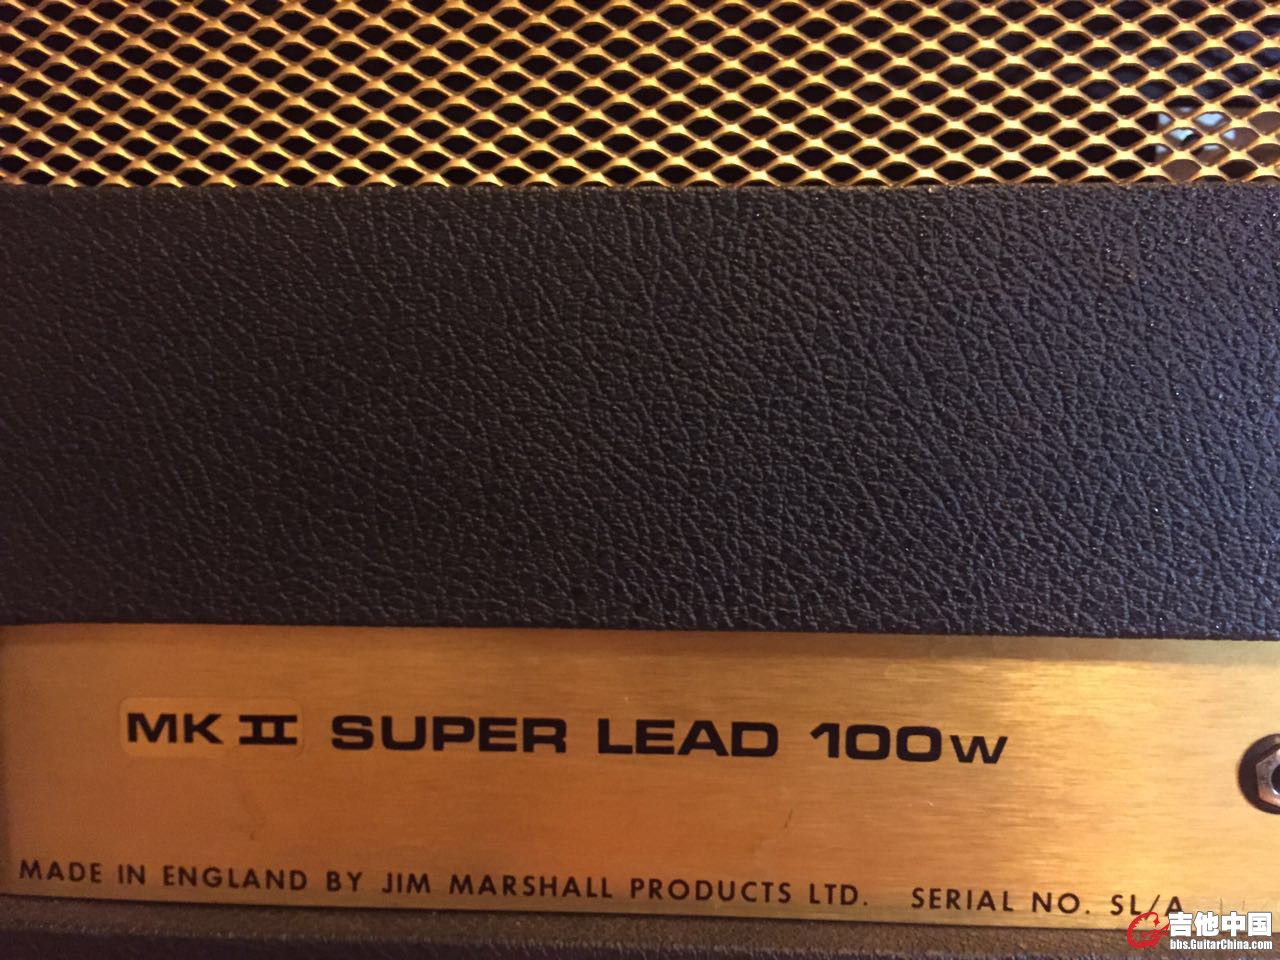 MK II SUPER LEAD 100W
MADE IN ENGLAND BY JIM MARSHALL PRODUCTS LTD. SERIAL NO. SL/A
吉他中国
bbs.GuitarChina.com